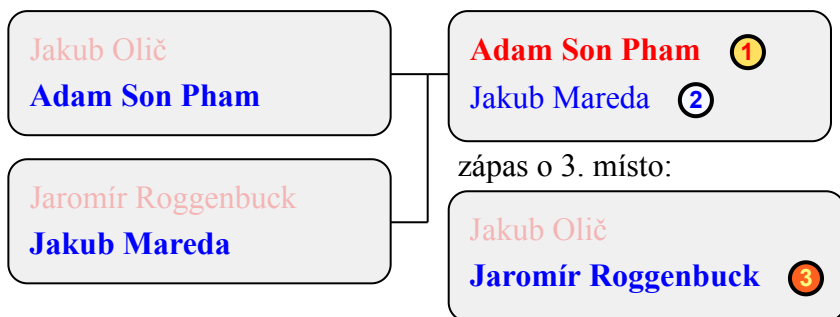 Jakub Olič
Adam Son Pham
Jaromír Roggenbuck
Jakub Mareda
Adam Son Pham 1
Jakub Mareda 2
zápas o 3. místo:
Jakub Olič
Jaromír Roggenbuck 3